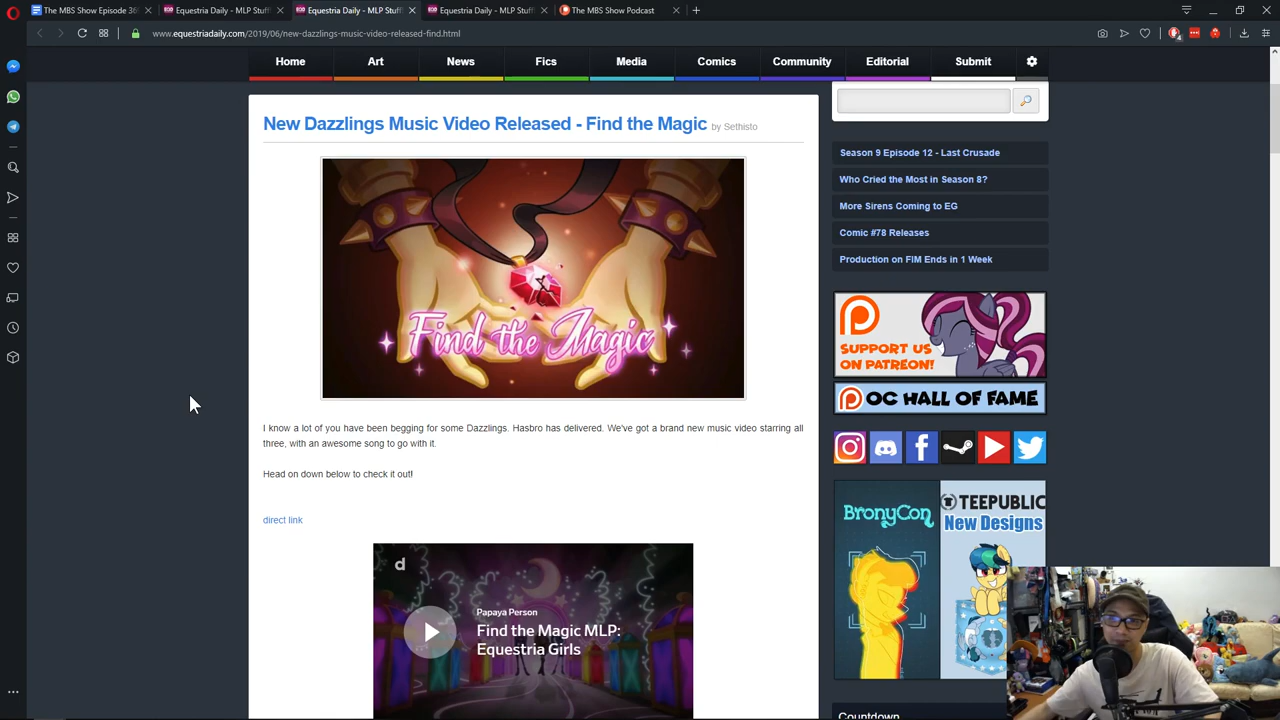 The MBS Show Episode 36
Equestria Daily - MLP Stuff
Equestria Daily - MLP Stuff
Equestria Daily - MLP Stuff
The MBS Show Podcast
www.equestriadaily.com/2019/06/new-dazzlings-music-video-released-find.html
Home
Art
News
Fics
Media
Comics
Community
Editorial
Submit
New Dazzlings Music Video Released - Find the Magic by Sethisto
Find the Magic
I know a lot of you have been begging for some Dazzlings. Hasbro has delivered. We've got a brand new music video starring all
three, with an awesome song to go with it.
Head on down below to check it out!
direct link
d
Papaya Person
Find the Magic MLP:
Equestria Girls
Season 9 Episode 12 - Last Crusade
Who Cried the Most in Season 8?
More Sirens Coming to EG
Comic #78 Releases
Production on FIM Ends in 1 Week
SUPPORT US
ON PATREON!
OC HALL OF FAME
BronyCon
TEEPUBLIC
New Designs
Countdown